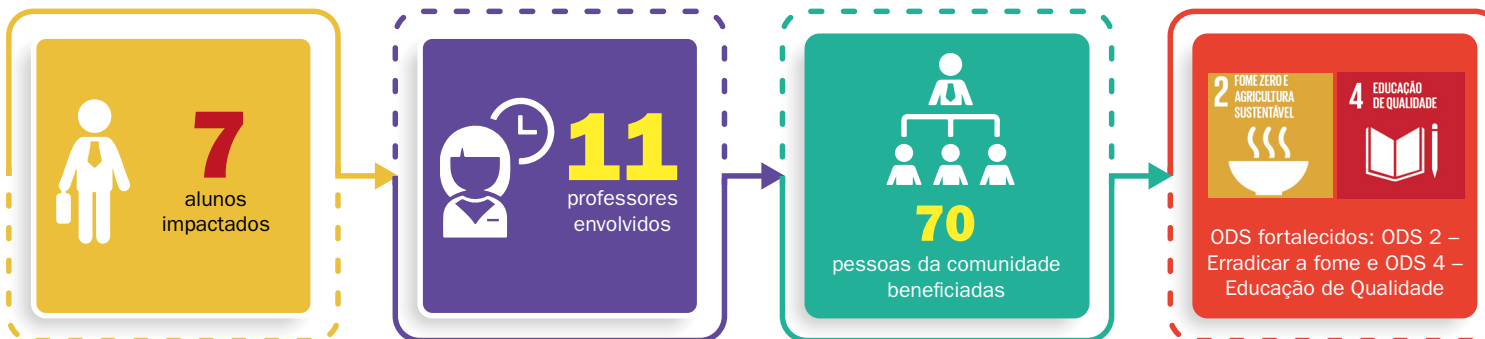 7
alunos
impactados
11
professores
envolvidos
70
pessoas da comunidade
beneficiadas
2 FOME ZERO E
AGRICULTURA
SUSTENTÁVEL
4 EDUCAÇÃO
DE QUALIDADE
ODS fortalecidos: ODS 2 –
Erradicar a fome e ODS 4 –
Educação de Qualidade